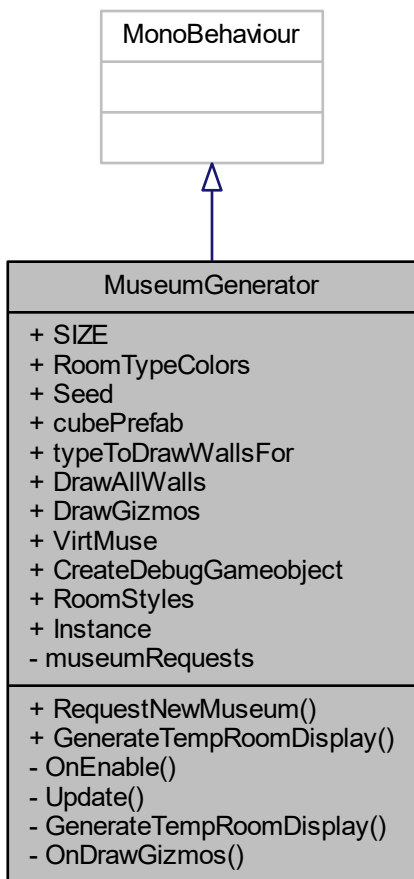 MonoBehaviour
MuseumGenerator
+ SIZE
+ RoomTypeColors
+ Seed
+ cubePrefab
+ typeToDrawWallsFor
+ DrawAllWalls
+ DrawGizmos
+ VirtMuse
+ CreateDebugGameobject
+ RoomStyles
+ Instance
- museumRequests
+ RequestNewMuseum()
+ GenerateTempRoomDisplay()
- OnEnable()
- Update()
- GenerateTempRoomDisplay()
- OnDrawGizmos()